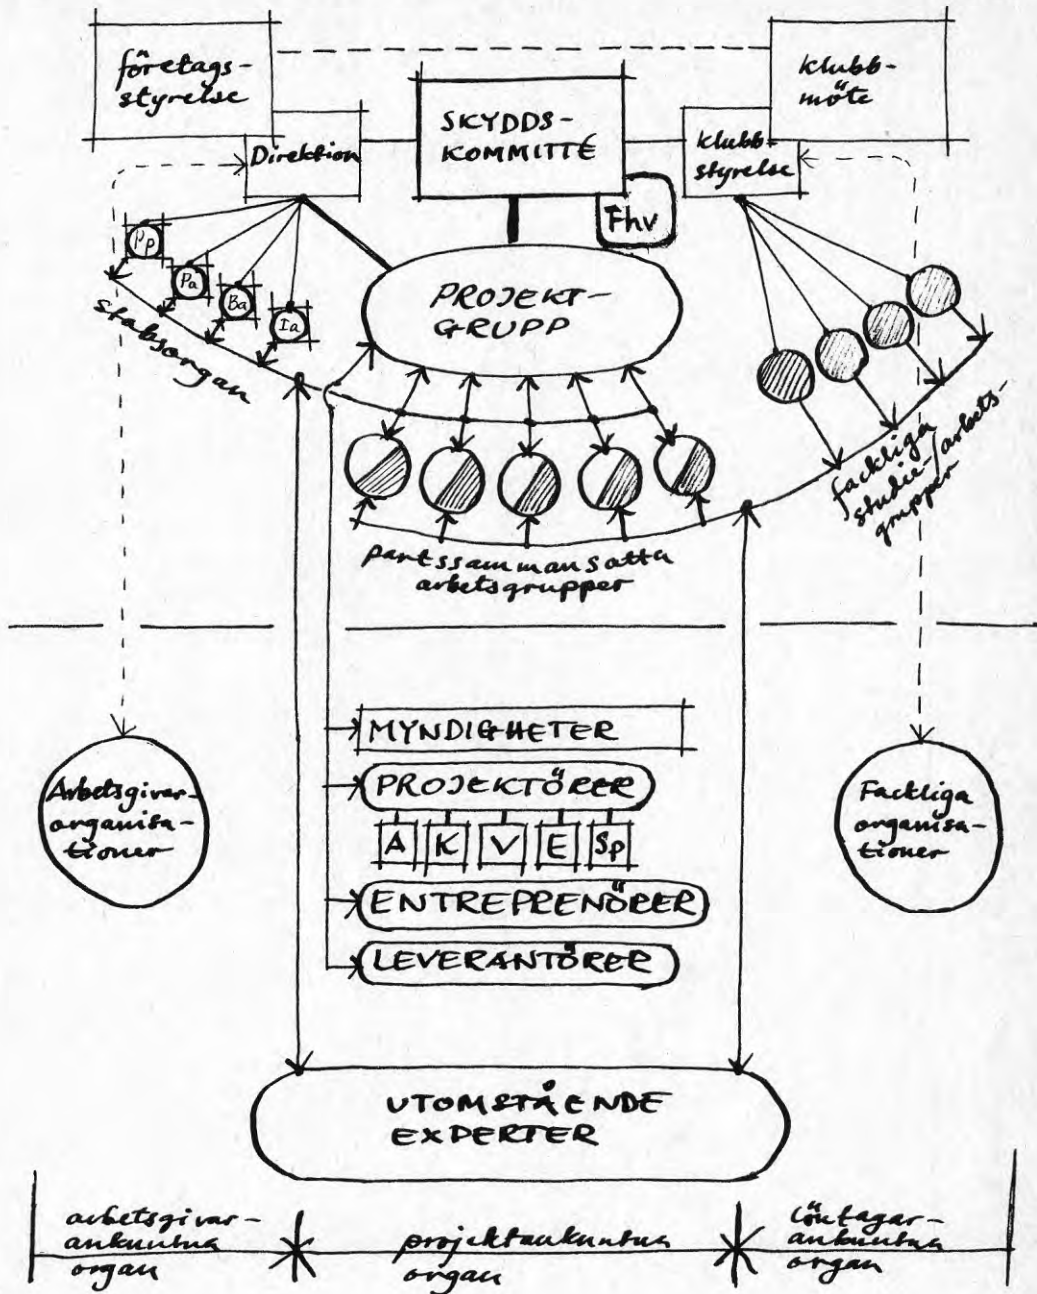 företags-
styrelse
klubb-
möte
SKYDDS-
KOMMITTÉ
Direktion
klubb-
styrelse
Fhv
Pp
Pa
Ba
Ia
stabsorgan
PROJEKT-
GRUPP
fackliga
studie-/arbets-
grupper
partssammansatta
arbetsgrupper
MYNDIGHETER
PROJEKTÖRER
A K V E Sp
ENTREPRENÖRER
LEVERANTÖRER
Arbetsgivar-
organisa-
tioner
Fackliga
organisa-
tioner
UTOMSTÅENDE
EXPERTER
arbetsgivar-
anknutna
organ
projektanknutna
organ
löntagar-
anknutna
organ